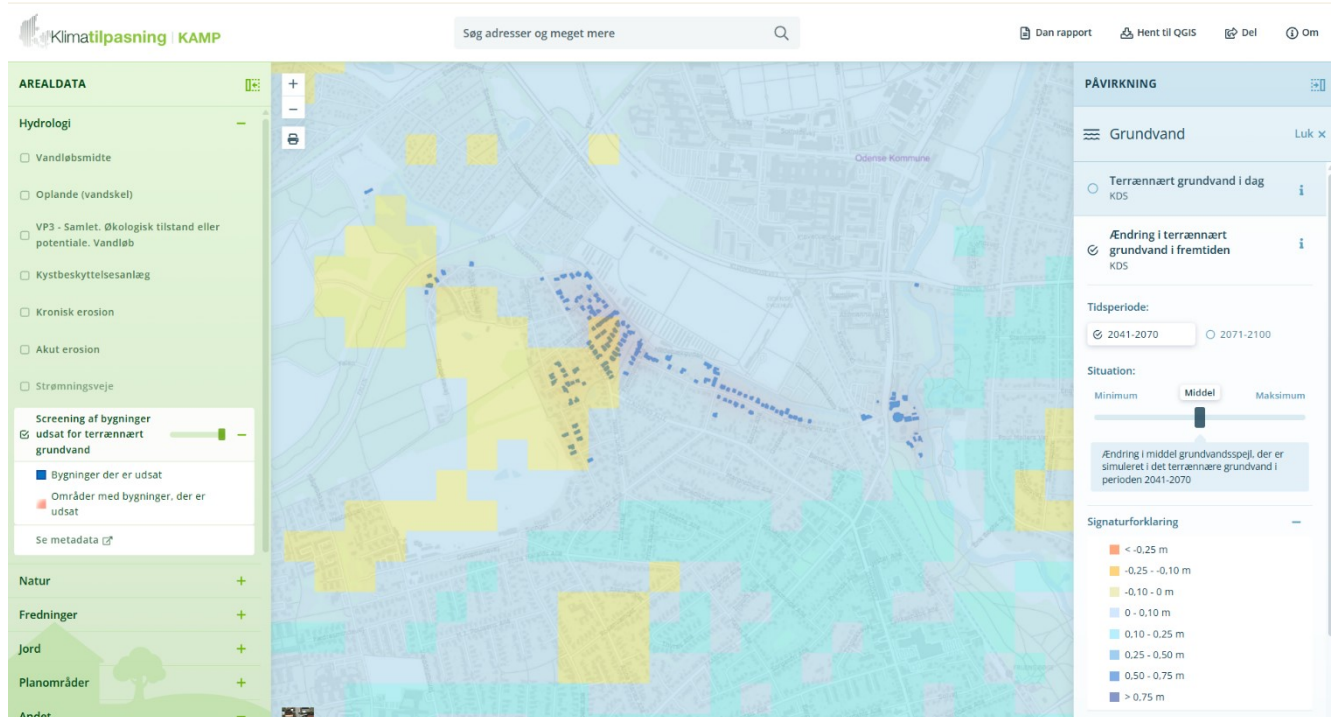 Klimatilpasning | KAMP
Søg adresser og meget mere
Dan rapport
Hent til QGIS
Del
Om
AREALDATA
Hydrologi
Vandløbsmidte
Oplande (vandskel)
VP3 - Samlet. Økologisk tilstand eller
potentiale. Vandløb
Kystbeskyttelsesanlæg
Kronisk erosion
Akut erosion
Strømningsveje
Screening af bygninger
udsat for terrænnært
grundvand
Bygninger der er udsat
Områder med bygninger, der er
udsat
Se metadata
Natur
Fredninger
Jord
Planområder
Andet
Odense Kommune
PÅVIRKNING
Grundvand
Luk ×
Terrænnært grundvand i dag
KDS
Ændring i terrænnært
grundvand i fremtiden
KDS
Tidsperiode:
2041-2070
2071-2100
Situation:
Minimum
Middel
Maksimum
Ændring i middel grundvandsspejl, der er
simuleret i det terrænnære grundvand i
perioden 2041-2070
Signaturforklaring
< -0,25 m
-0,25 - -0,10 m
-0,10 - 0 m
0 - 0,10 m
0,10 - 0,25 m
0,25 - 0,50 m
0,50 - 0,75 m
> 0,75 m